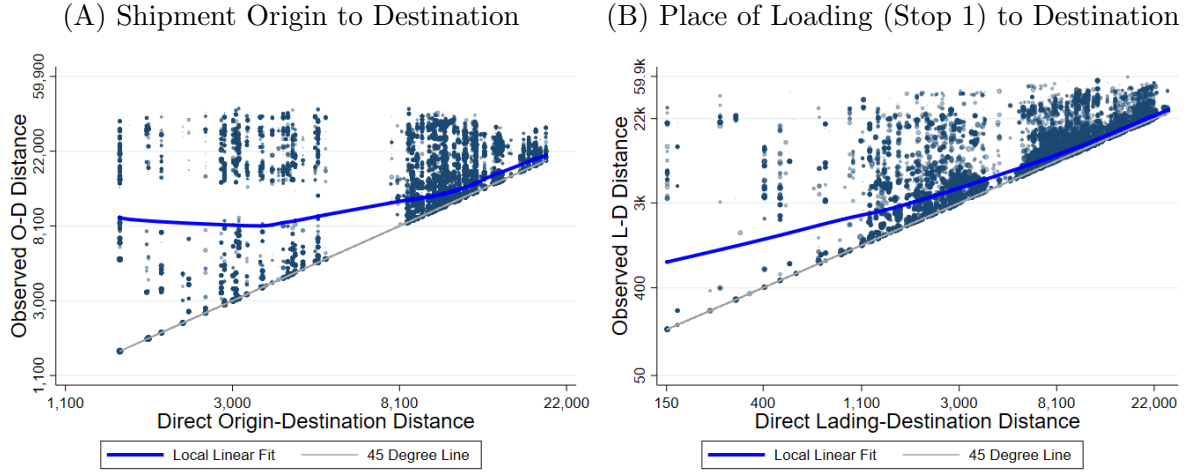 (A) Shipment Origin to Destination
59,900
22,000
8,100
3,000
1,100
Observed O-D Distance
1,100
3,000
8,100
22,000
Direct Origin-Destination Distance
Local Linear Fit
45 Degree Line
(B) Place of Loading (Stop 1) to Destination
59.9k
22k
3k
400
50
Observed L-D Distance
150
400
1,100
3,000
8,100
22,000
Direct Lading-Destination Distance
Local Linear Fit
45 Degree Line